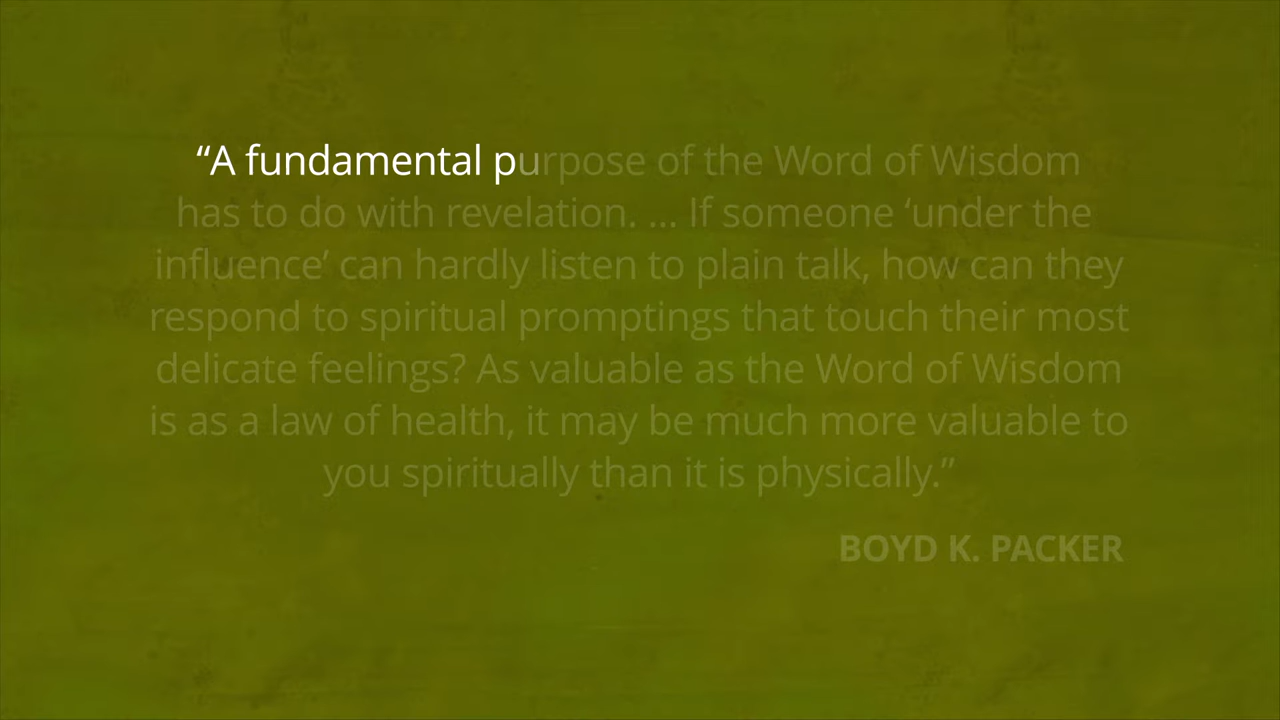 “A fundamental purpose of the Word of Wisdom
has to do with revelation. ... If someone ‘under the
influence’ can hardly listen to plain talk, how can they
respond to spiritual promptings that touch their most
delicate feelings? As valuable as the Word of Wisdom
is as a law of health, it may be much more valuable to
you spiritually than it is physically.”
BOYD K. PACKER